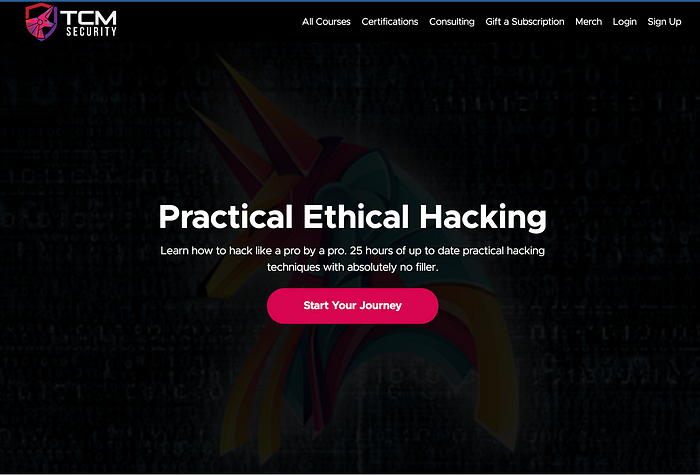 TCM
SECURITY
All Courses Certifications Consulting Gift a Subscription Merch Login Sign Up
Practical Ethical Hacking
Learn how to hack like a pro by a pro. 25 hours of up to date practical hacking
techniques with absolutely no filler.
Start Your Journey